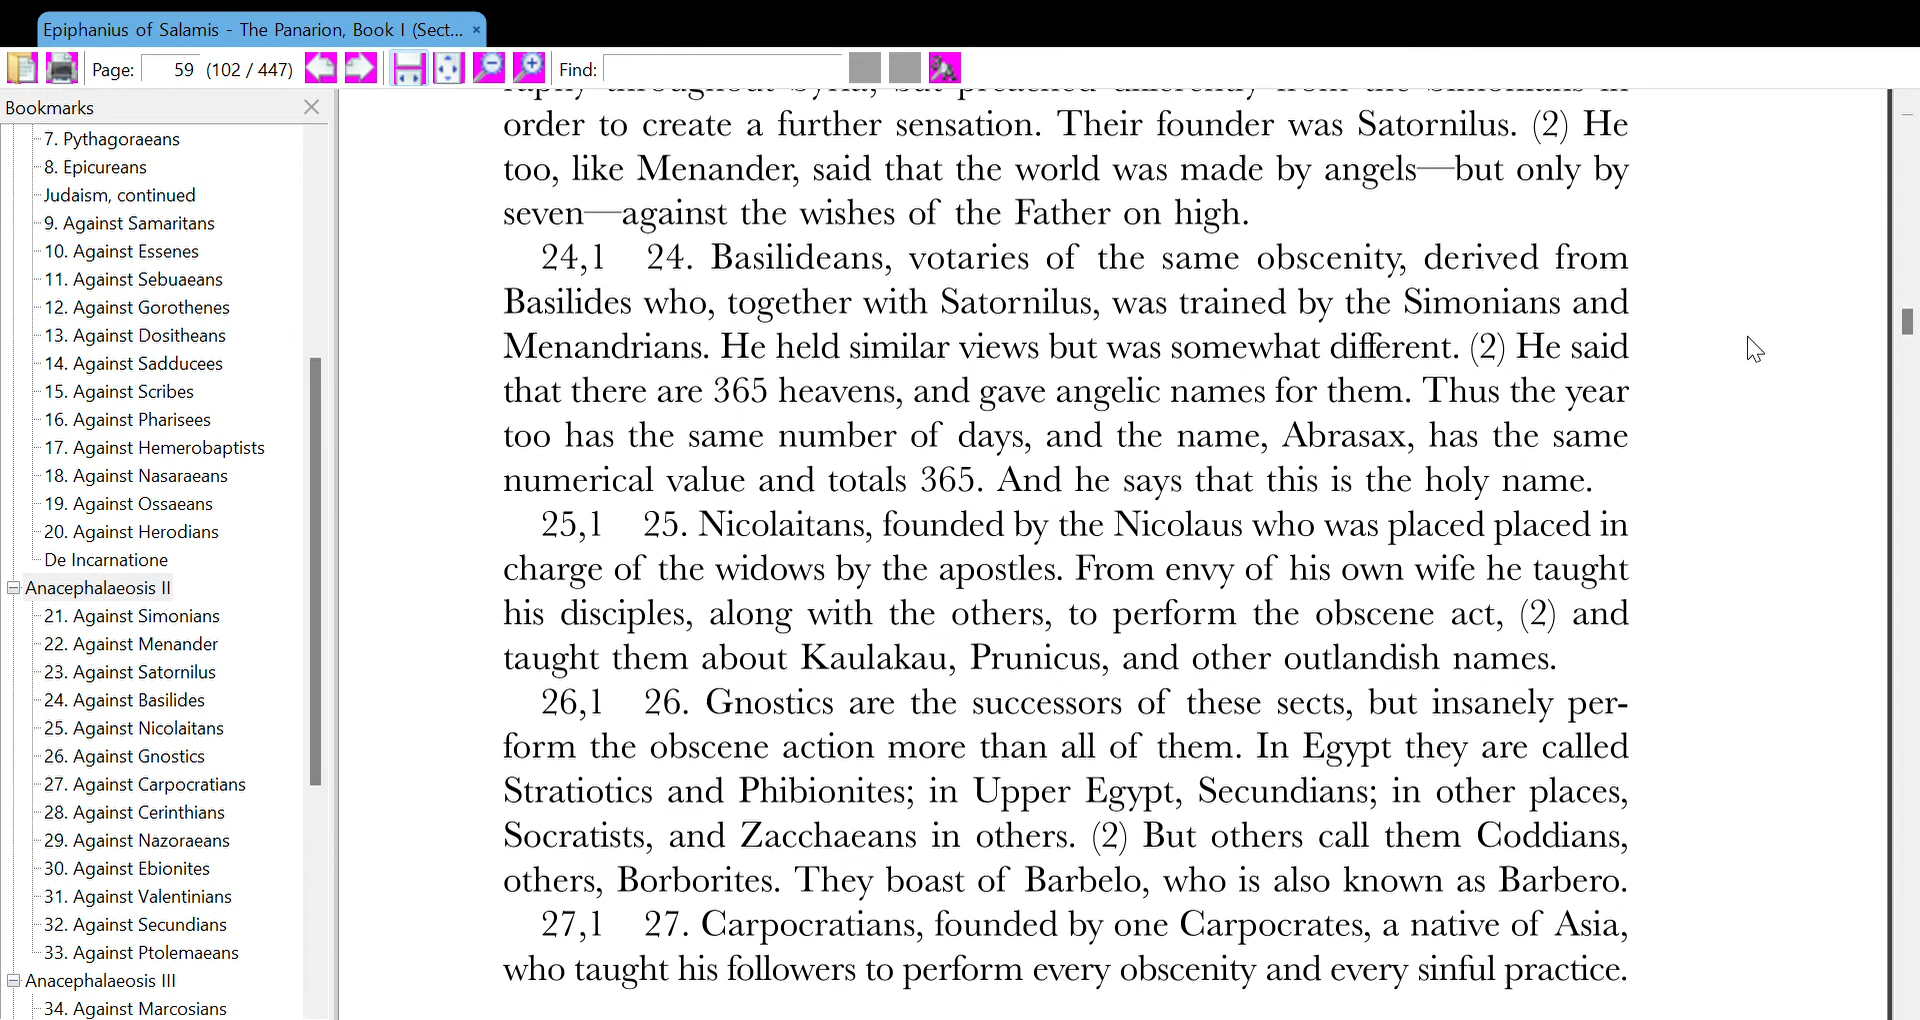 Epiphanius of Salamis - The Panarion, Book I (Sect... ×
Page: 59 (102 / 447) Find:
Bookmarks
7. Pythagoraeans
8. Epicureans
Judaism, continued
9. Against Samaritans
10. Against Essenes
11. Against Sebuaeans
12. Against Gorothenes
13. Against Dositheans
14. Against Sadducees
15. Against Scribes
16. Against Pharisees
17. Against Hemerobaptists
18. Against Nasaraeans
19. Against Ossaeans
20. Against Herodians
De Incarnatione
Anacephalaeosis II
21. Against Simonians
22. Against Menander
23. Against Satornilus
24. Against Basilides
25. Against Nicolaitans
26. Against Gnostics
27. Against Carpocratians
28. Against Cerinthians
29. Against Nazoraeans
30. Against Ebionites
31. Against Valentinians
32. Against Secundians
33. Against Ptolemaeans
Anacephalaeosis III
34. Against Marcosians
raphy throughout Syria, but preached differently from the Simonians in
order to create a further sensation. Their founder was Satornilus. (2) He
too, like Menander, said that the world was made by angels—but only by
seven—against the wishes of the Father on high.
24,1 24. Basilideans, votaries of the same obscenity, derived from
Basilides who, together with Satornilus, was trained by the Simonians and
Menandrians. He held similar views but was somewhat different. (2) He said
that there are 365 heavens, and gave angelic names for them. Thus the year
too has the same number of days, and the name, Abrasax, has the same
numerical value and totals 365. And he says that this is the holy name.
25,1 25. Nicolaitans, founded by the Nicolaus who was placed placed in
charge of the widows by the apostles. From envy of his own wife he taught
his disciples, along with the others, to perform the obscene act, (2) and
taught them about Kaulakau, Prunicus, and other outlandish names.
26,1 26. Gnostics are the successors of these sects, but insanely per-
form the obscene action more than all of them. In Egypt they are called
Stratiotics and Phibionites; in Upper Egypt, Secundians; in other places,
Socratists, and Zacchaeans in others. (2) But others call them Coddians,
others, Borborites. They boast of Barbelo, who is also known as Barbero.
27,1 27. Carpocratians, founded by one Carpocrates, a native of Asia,
who taught his followers to perform every obscenity and every sinful practice.